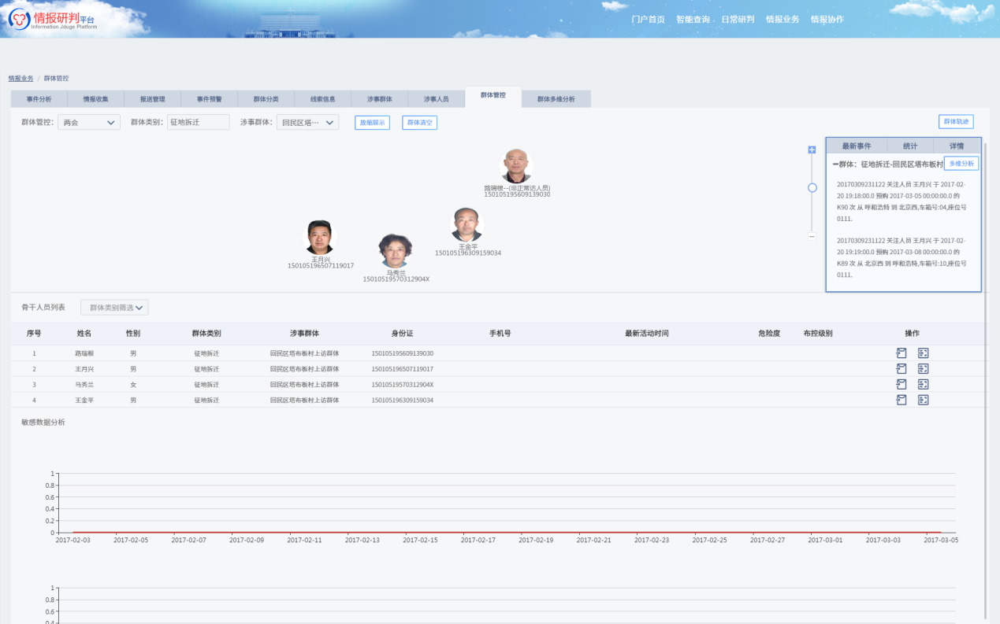 情报研判平台
Information Jduge Platform
门户首页 智能查询 日常研判 情报业务 情报协作
情报业务 / 群体管控
事件分析 情报收集 报送管理 事件预警 群体分类 线索信息 涉事群体 涉事人员 群体管控 群体多维分析
群体管控: 两会 群体类别: 征地拆迁 涉事群体: 回民区塔··· 放缩展示 群体清空 群体轨迹
最新事件 统计 详情
群体: 征地拆迁-回民区塔布板村 多维分析
20170309231122 关注人员 王月兴 于 2017-02-
20 19:18:00.0 预购 2017-03-05 00:00:00.0 的
K90 次 从 呼和浩特 到 北京西,车箱号:04,座位号
0111.
20170309231122 关注人员 王月兴 于 2017-02-
20 19:19:00.0 预购 2017-03-08 00:00:00.0 的
K89 次 从 北京西 到 呼和浩特,车箱号:10,座位号
0111.
路瑞根--(非正常访人员)
150105195609139030
王金平
150105196309159034
王月兴
150105196507119017
马秀兰
15010519570312904X
骨干人员列表 群体类别筛选
序号 姓名 性别 群体类别 涉事群体 身份证 手机号 最新活动时间 危险度 布控级别 操作
1 路瑞根 男 征地拆迁 回民区塔布板村上访群体 150105195609139030
2 王月兴 男 征地拆迁 回民区塔布板村上访群体 150105196507119017
3 马秀兰 女 征地拆迁 回民区塔布板村上访群体 15010519570312904X
4 王金平 男 征地拆迁 回民区塔布板村上访群体 150105196309159034
敏感数据分析
1
0.8
0.6
0.4
0.2
0
2017-02-03 2017-02-05 2017-02-07 2017-02-09 2017-02-11 2017-02-13 2017-02-15 2017-02-17 2017-02-19 2017-02-21 2017-02-23 2017-02-25 2017-02-27 2017-03-01 2017-03-03 2017-03-05
1
0.8
0.6
0.4